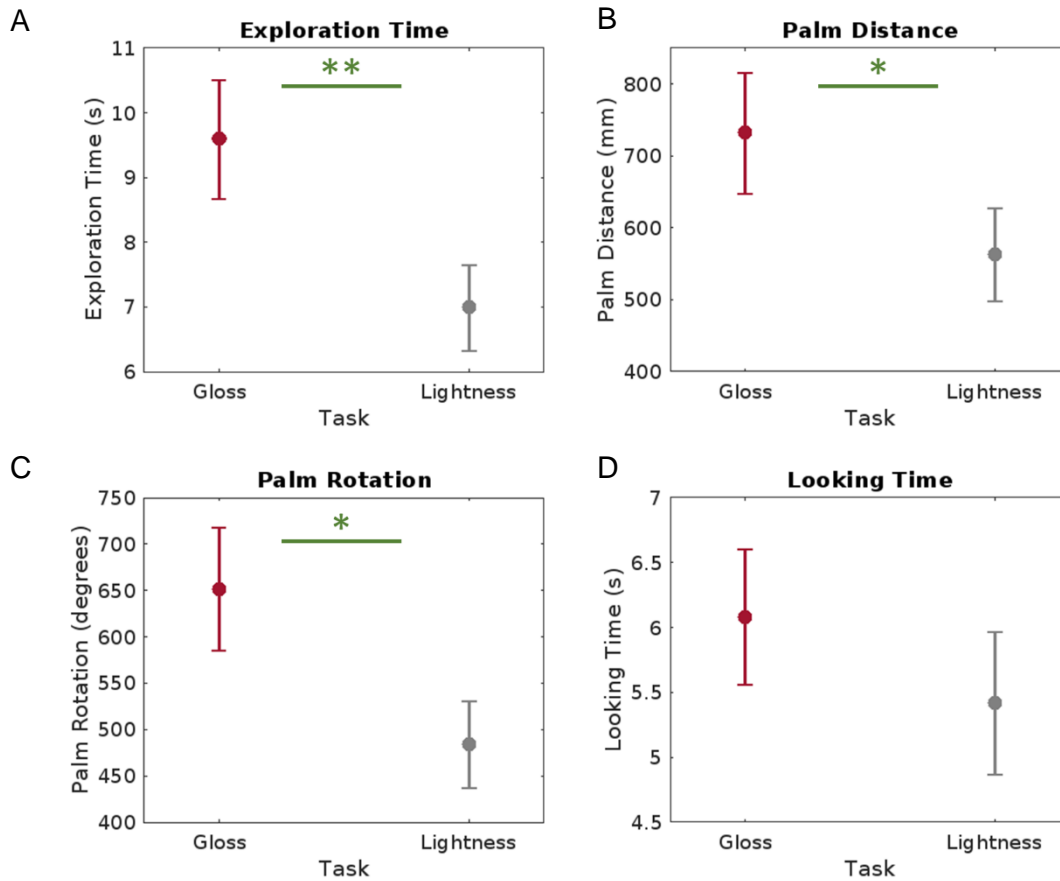 A
Exploration Time
**
Exploration Time (s)
11
10
9
8
7
6
Gloss
Lightness
Task
B
Palm Distance
*
Palm Distance (mm)
800
700
600
500
400
Gloss
Lightness
Task
C
Palm Rotation
*
Palm Rotation (degrees)
750
700
650
600
550
500
450
400
Gloss
Lightness
Task
D
Looking Time
Looking Time (s)
7
6.5
6
5.5
5
4.5
Gloss
Lightness
Task